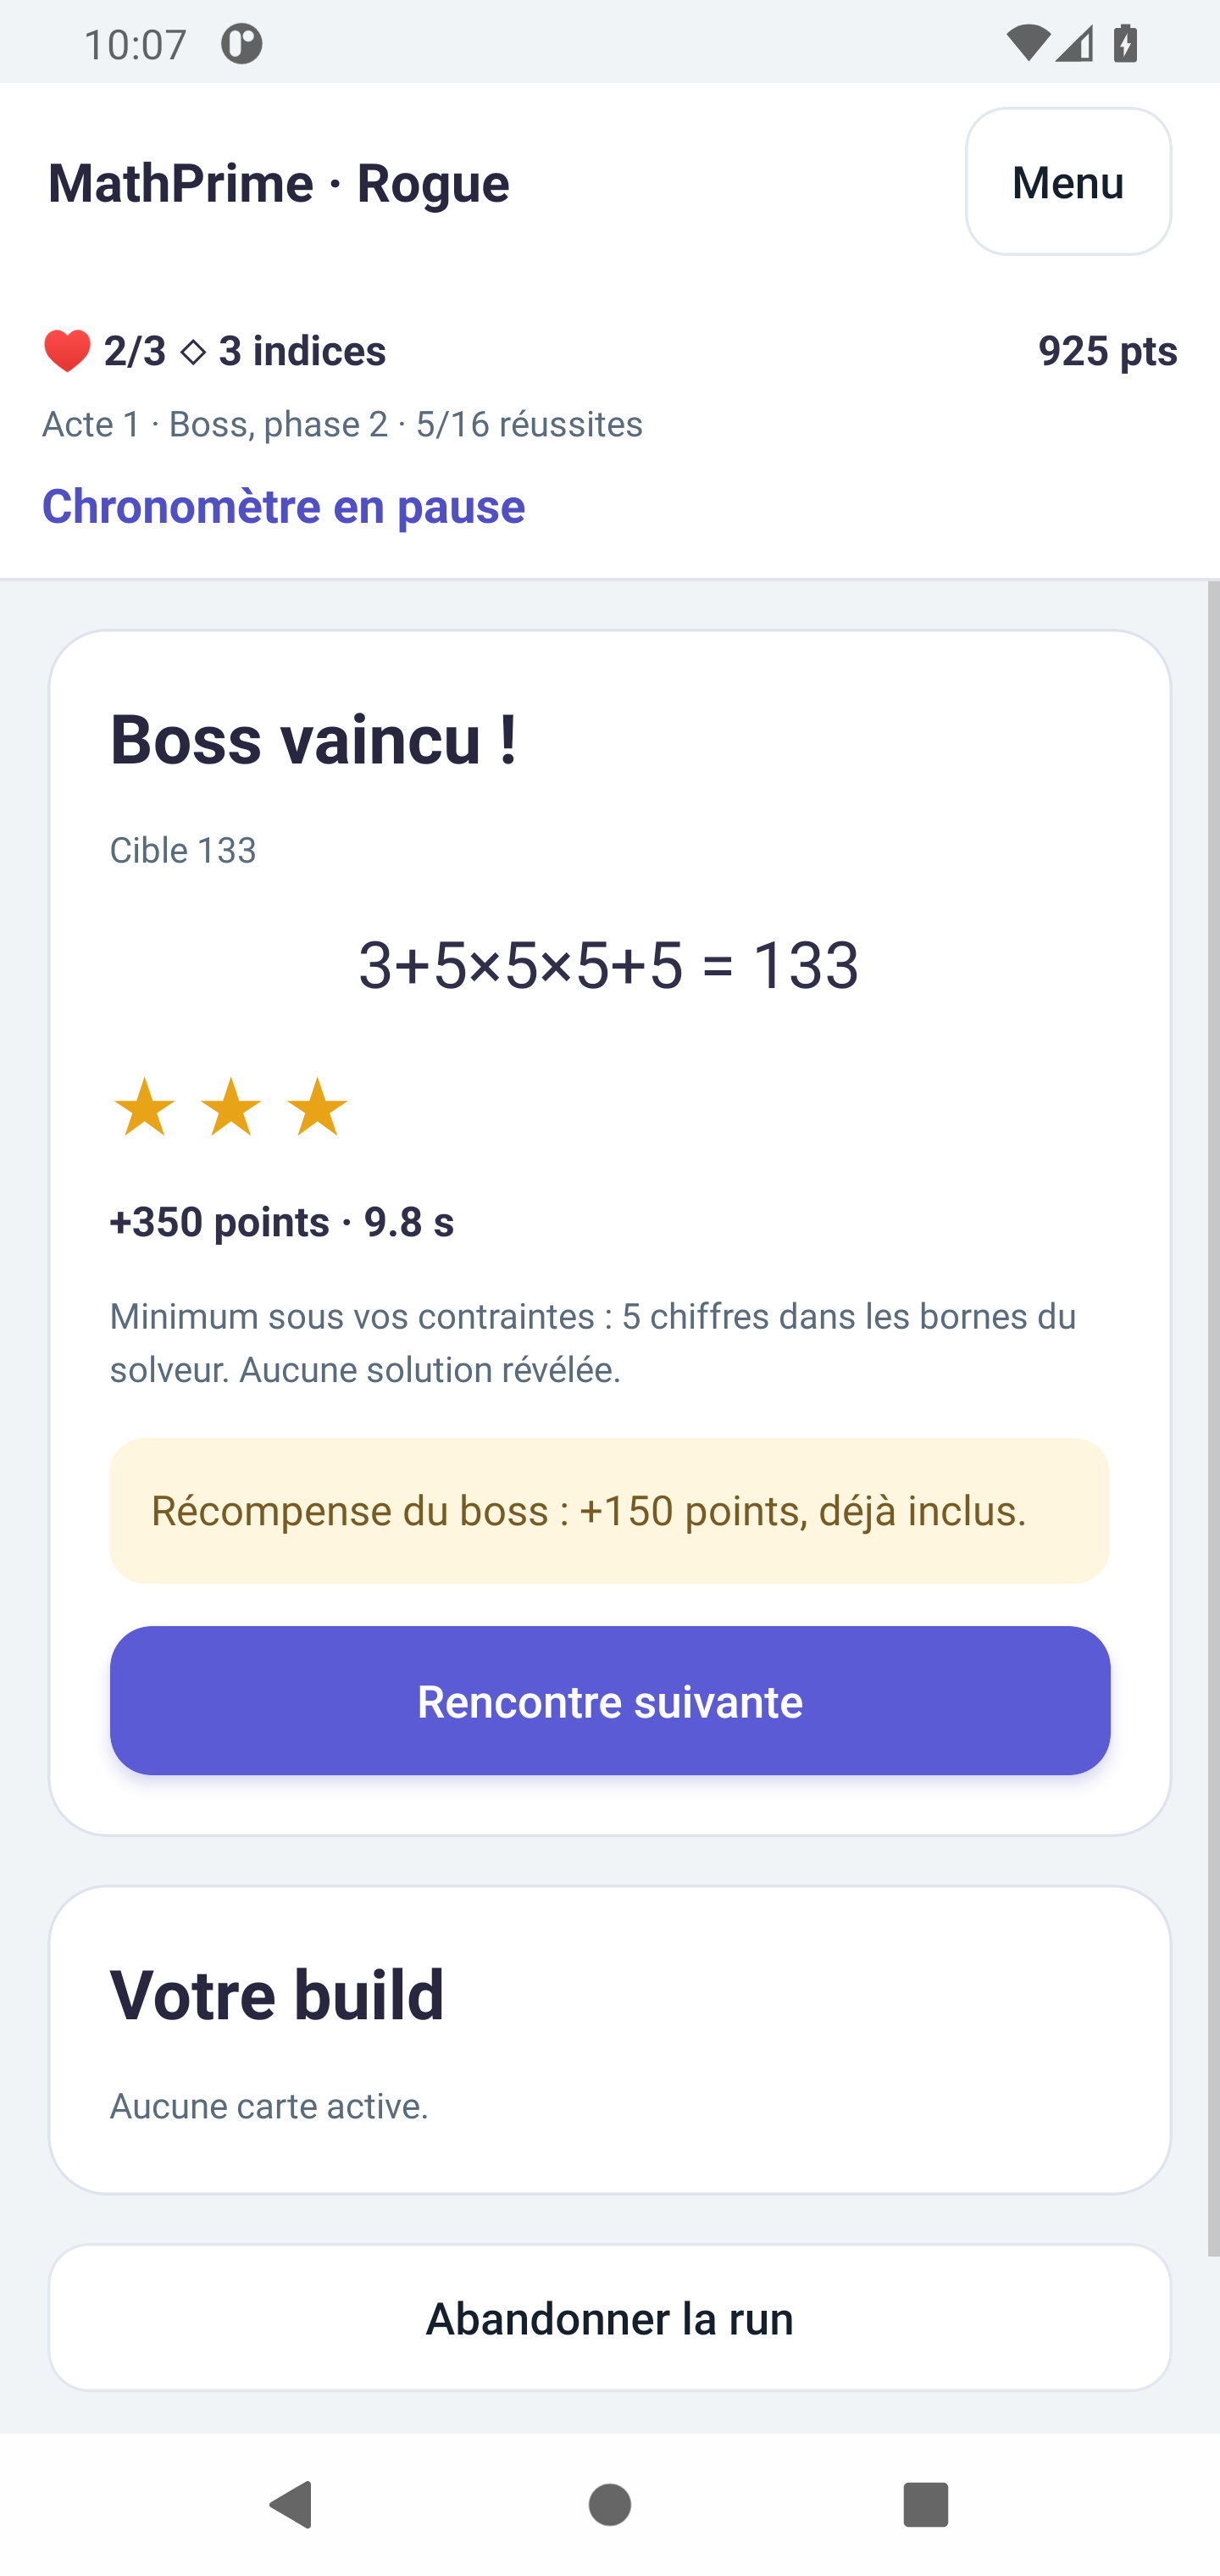 10:07
MathPrime · Rogue
Menu
❤️ 2/3 ◇ 3 indices
925 pts
Acte 1 · Boss, phase 2 · 5/16 réussites
Chronomètre en pause
Boss vaincu !
Cible 133
3+5×5×5+5 = 133
★ ★ ★
+350 points · 9.8 s
Minimum sous vos contraintes : 5 chiffres dans les bornes du
solveur. Aucune solution révélée.
Récompense du boss : +150 points, déjà inclus.
Rencontre suivante
Votre build
Aucune carte active.
Abandonner la run